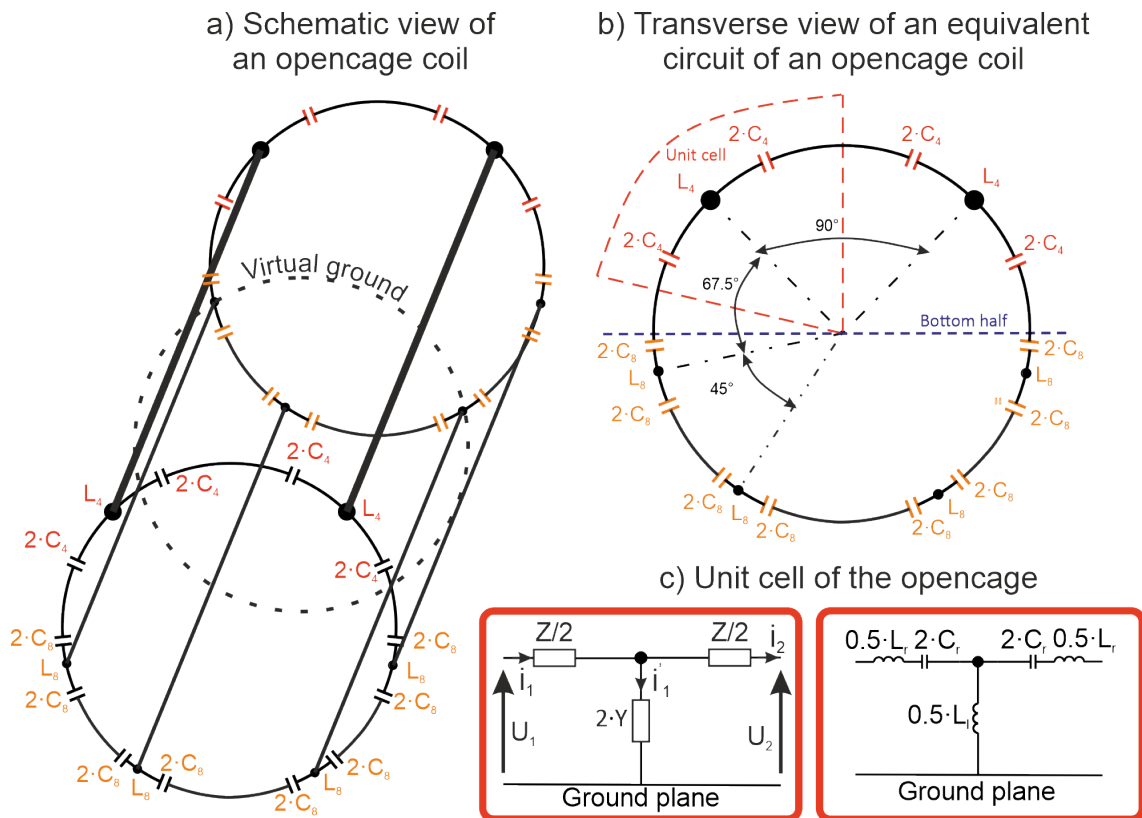 a) Schematic view of
an opencage coil
Virtual ground
L₄
2·C₄
2·C₄
L₄
2·C₄
2·C₄
2·C₈
L₈
2·C₈
2·C₈
L₈
2·C₈
2·C₈
L₈
2·C₈
2·C₈
L₈
2·C₈
b) Transverse view of an equivalent
circuit of an opencage coil
Unit cell
2·C₄
2·C₄
L₄
L₄
2·C₄
2·C₄
90°
67.5°
45°
Bottom half
2·C₈
L₈
2·C₈
2·C₈
L₈
2·C₈
2·C₈
L₈
2·C₈
2·C₈
L₈
2·C₈
c) Unit cell of the opencage
Z/2
Z/2
i₂
i₁
i'₁
U₁
2·Y
U₂
Ground plane
0.5·Lᵣ
2·Cᵣ
2·Cᵣ
0.5·Lᵣ
0.5·Lₗ
Ground plane